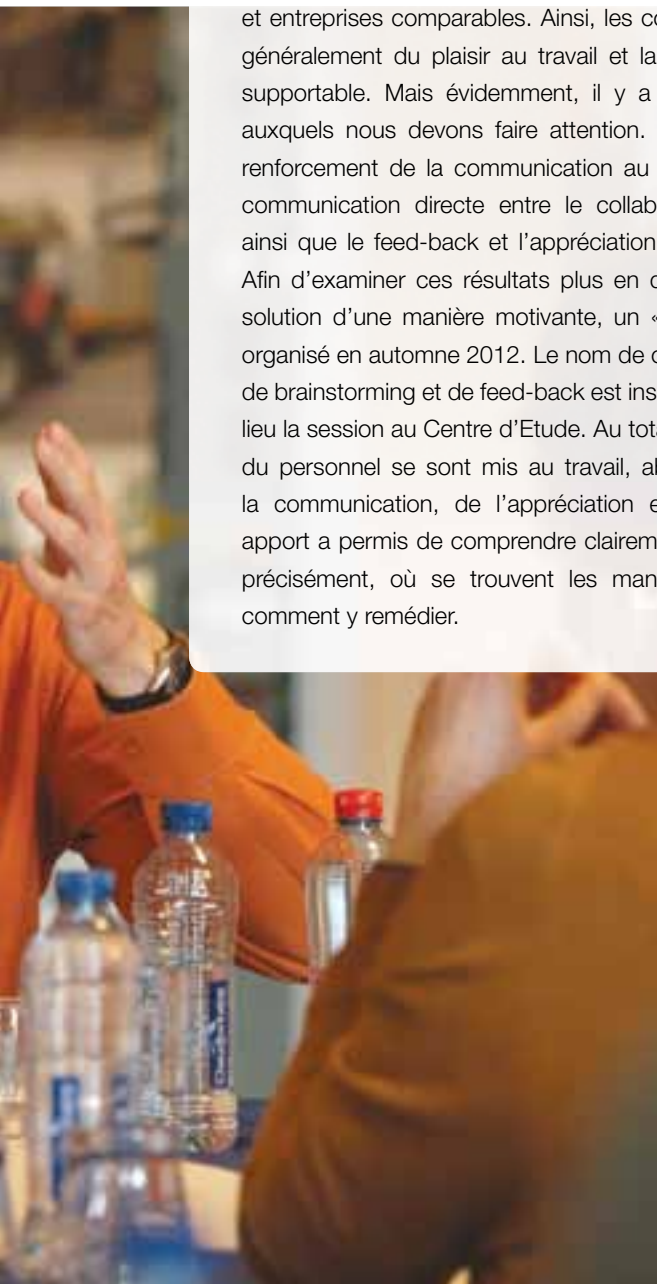 et entreprises comparables. Ainsi, les co
généralement du plaisir au travail et la
supportable. Mais évidemment, il y a
auxquels nous devons faire attention.
renforcement de la communication au
communication directe entre le collab
ainsi que le feed-back et l’appréciation
Afin d’examiner ces résultats plus en d
solution d’une manière motivante, un «
organisé en automne 2012. Le nom de c
de brainstorming et de feed-back est ins
lieu la session au Centre d’Etude. Au tota
du personnel se sont mis au travail, al
la communication, de l’appréciation e
apport a permis de comprendre clairem
précisément, où se trouvent les man
comment y remédier.